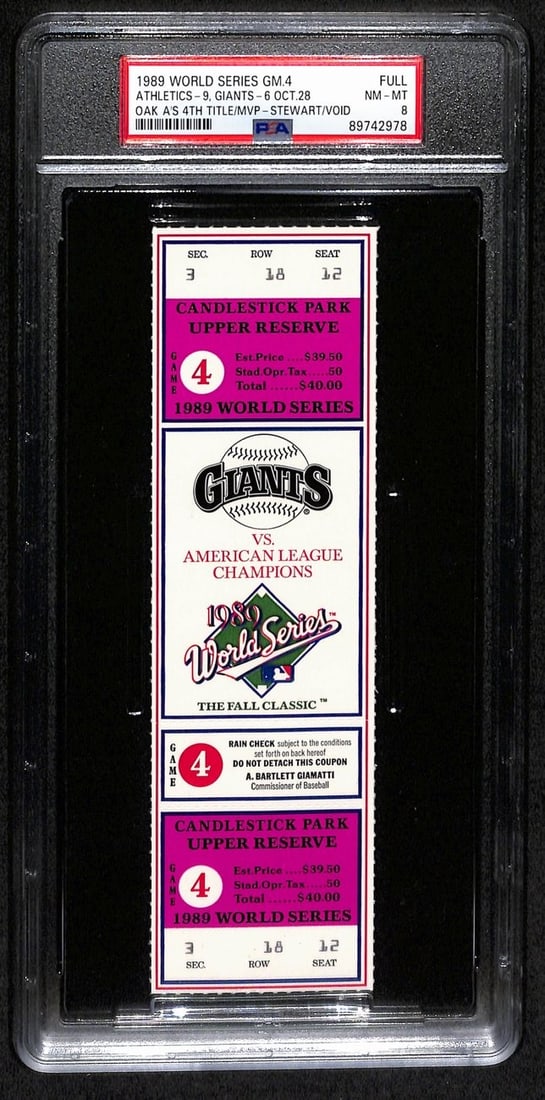 1989 WORLD SERIES GM.4 FULL
ATHLETICS-9, GIANTS-6 OCT.28 NM-MT
OAK A'S 4TH TITLE/MVP-STEWART/VOID 8
PSA 89742978
SEC. ROW SEAT
3 18 12
CANDLESTICK PARK
UPPER RESERVE
GAME
4
Est.Price ....$39.50
Stad.Opr.Tax.....50
Total ......$40.00
1989 WORLD SERIES
GIANTS®
VS.
AMERICAN LEAGUE
CHAMPIONS
1989
World Series™
THE FALL CLASSIC™
GAME
4
RAIN CHECK subject to the conditions
set forth on back hereof
DO NOT DETACH THIS COUPON
A. BARTLETT GIAMATTI
Commissioner of Baseball
CANDLESTICK PARK
UPPER RESERVE
GAME
4
Est.Price ....$39.50
Stad.Opr.Tax.....50
Total ......$40.00
1989 WORLD SERIES
3 18 12
SEC. ROW SEAT